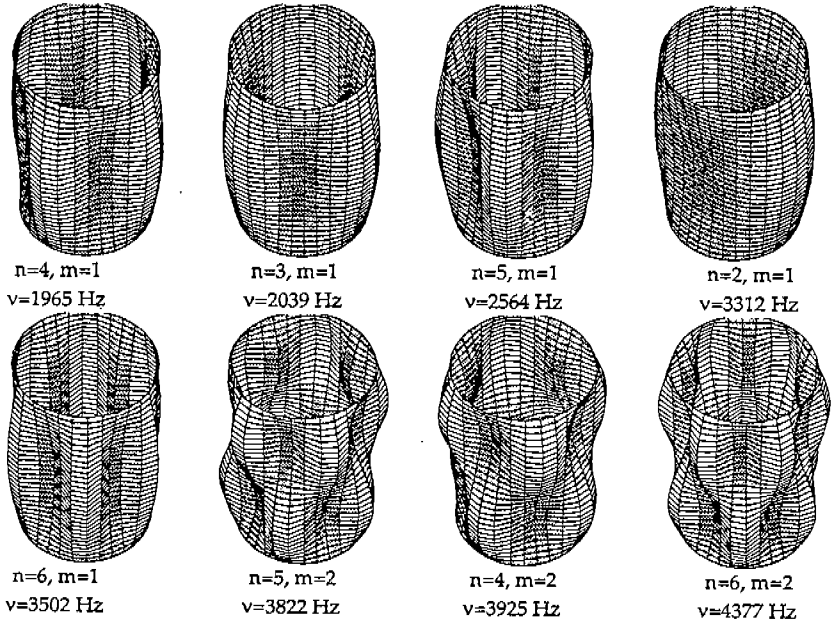 n=4, m=1
ν=1965 Hz
n=3, m=1
ν=2039 Hz
n=5, m=1
ν=2564 Hz
n=2, m=1
ν=3312 Hz
n=6, m=1
ν=3502 Hz
n=5, m=2
ν=3822 Hz
n=4, m=2
ν=3925 Hz
n=6, m=2
ν=4377 Hz